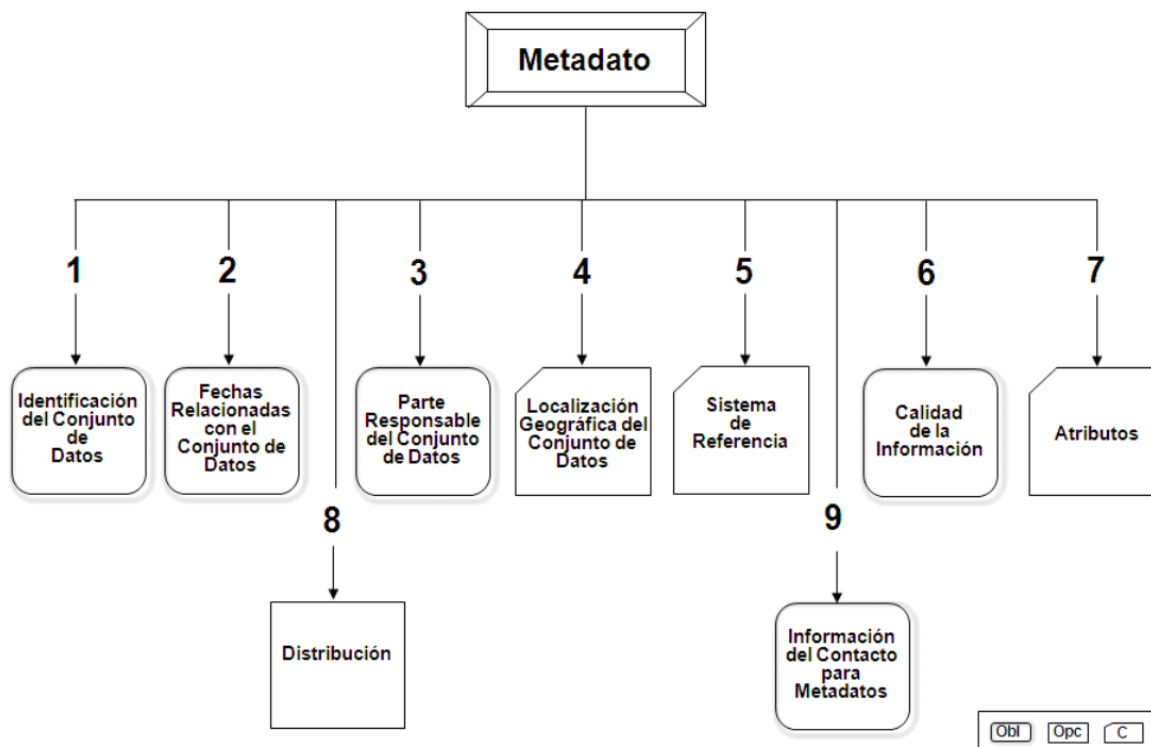 Metadato
1
2
3
4
5
6
7
Identificación
del Conjunto
de
Datos
Fechas
Relacionadas
con el
Conjunto de
Datos
Parte
Responsable
del Conjunto
de Datos
Localización
Geográfica del
Conjunto de
Datos
Sistema
de
Referencia
Calidad
de la
Información
Atributos
8
9
Distribución
Información
del Contacto
para
Metadatos
Obl
Opc
C